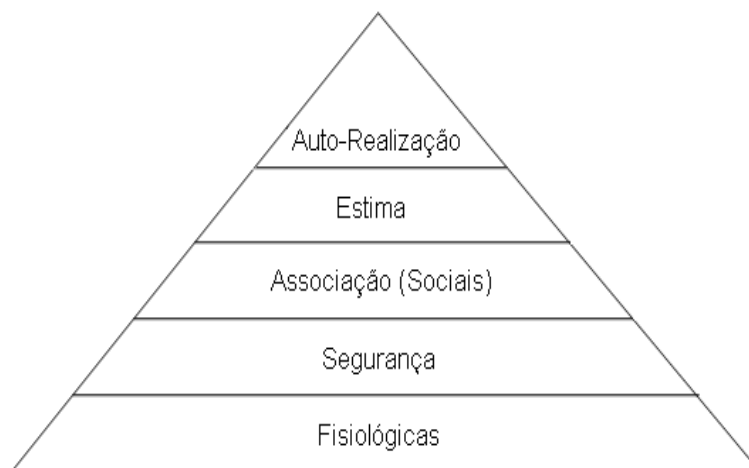 Auto-Realização
Estima
Associação (Sociais)
Segurança
Fisiológicas